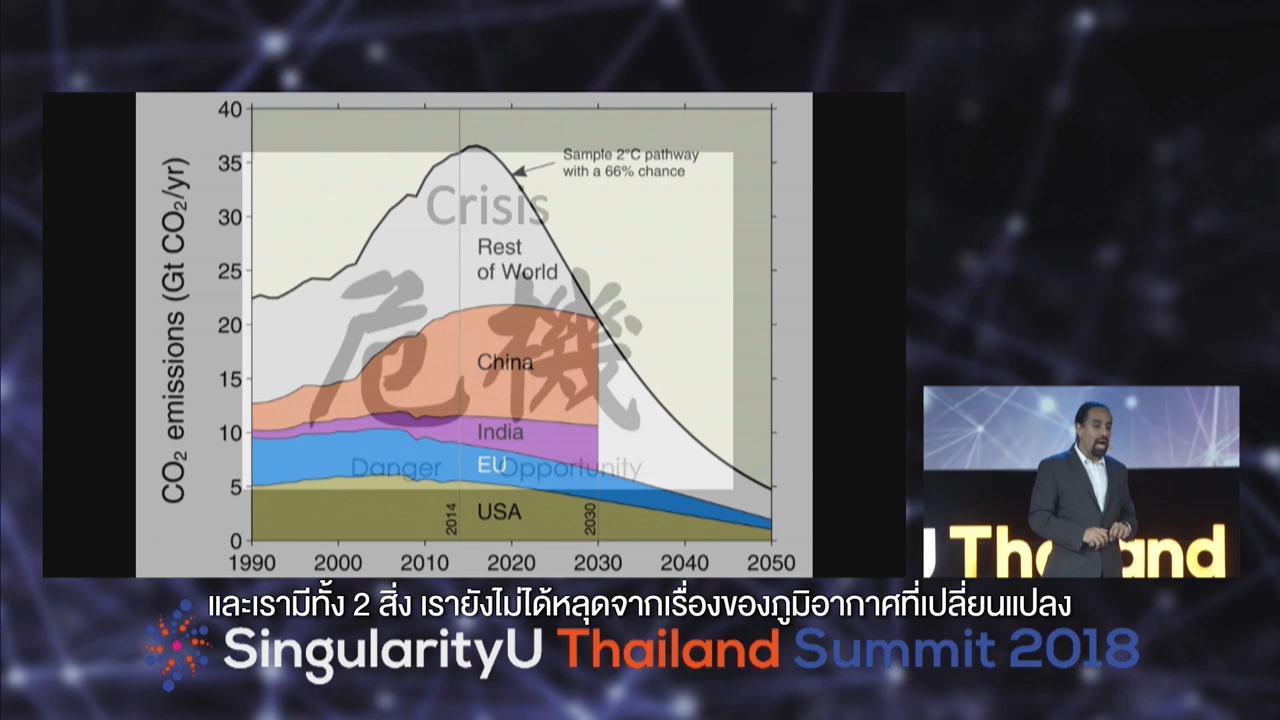 40
35
30
25
20
15
10
5
0
CO₂ emissions (Gt CO₂/yr)
Sample 2°C pathway
with a 66% chance
Crisis
Rest
of World
危機
China
India
EU
Danger Opportunity
USA
2014
2030
1990 2000 2010 2020 2030 2040 2050
U Thailand
และเรามีทั้ง 2 สิ่ง เรายังไม่ได้หลุดจากเรื่องของภูมิอากาศที่เปลี่ยนแปลง
SingularityU Thailand Summit 2018